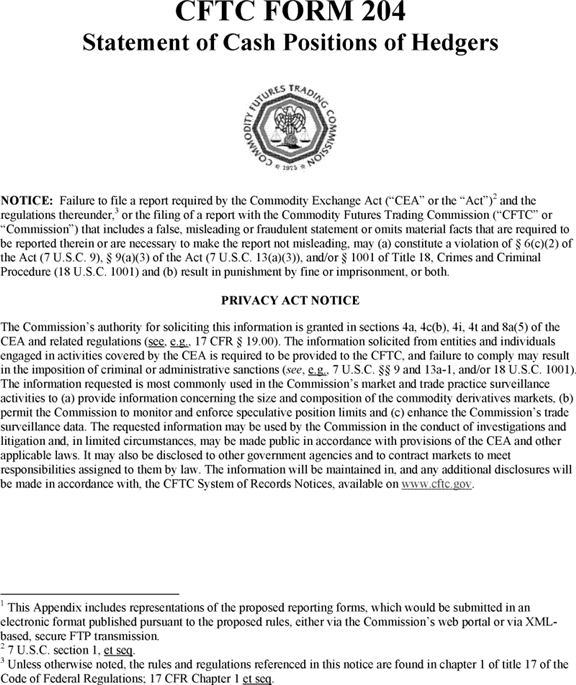 CFTC FORM 204
Statement of Cash Positions of Hedgers
COMMODITY FUTURES TRADING COMMISSION
1975
NOTICE: Failure to file a report required by the Commodity Exchange Act (“CEA” or the “Act”)2 and the
regulations thereunder,3 or the filing of a report with the Commodity Futures Trading Commission (“CFTC” or
“Commission”) that includes a false, misleading or fraudulent statement or omits material facts that are required to
be reported therein or are necessary to make the report not misleading, may (a) constitute a violation of § 6(c)(2) of
the Act (7 U.S.C. 9), § 9(a)(3) of the Act (7 U.S.C. 13(a)(3)), and/or § 1001 of Title 18, Crimes and Criminal
Procedure (18 U.S.C. 1001) and (b) result in punishment by fine or imprisonment, or both.
PRIVACY ACT NOTICE
The Commission’s authority for soliciting this information is granted in sections 4a, 4c(b), 4i, 4t and 8a(5) of the
CEA and related regulations (see, e.g., 17 CFR § 19.00). The information solicited from entities and individuals
engaged in activities covered by the CEA is required to be provided to the CFTC, and failure to comply may result
in the imposition of criminal or administrative sanctions (see, e.g., 7 U.S.C. §§ 9 and 13a-1, and/or 18 U.S.C. 1001).
The information requested is most commonly used in the Commission’s market and trade practice surveillance
activities to (a) provide information concerning the size and composition of the commodity derivatives markets, (b)
permit the Commission to monitor and enforce speculative position limits and (c) enhance the Commission’s trade
surveillance data. The requested information may be used by the Commission in the conduct of investigations and
litigation and, in limited circumstances, may be made public in accordance with provisions of the CEA and other
applicable laws. It may also be disclosed to other government agencies and to contract markets to meet
responsibilities assigned to them by law. The information will be maintained in, and any additional disclosures will
be made in accordance with, the CFTC System of Records Notices, available on www.cftc.gov.
1 This Appendix includes representations of the proposed reporting forms, which would be submitted in an
electronic format published pursuant to the proposed rules, either via the Commission’s web portal or via XML-
based, secure FTP transmission.
2 7 U.S.C. section 1, et seq.
3 Unless otherwise noted, the rules and regulations referenced in this notice are found in chapter 1 of title 17 of the
Code of Federal Regulations; 17 CFR Chapter 1 et seq.